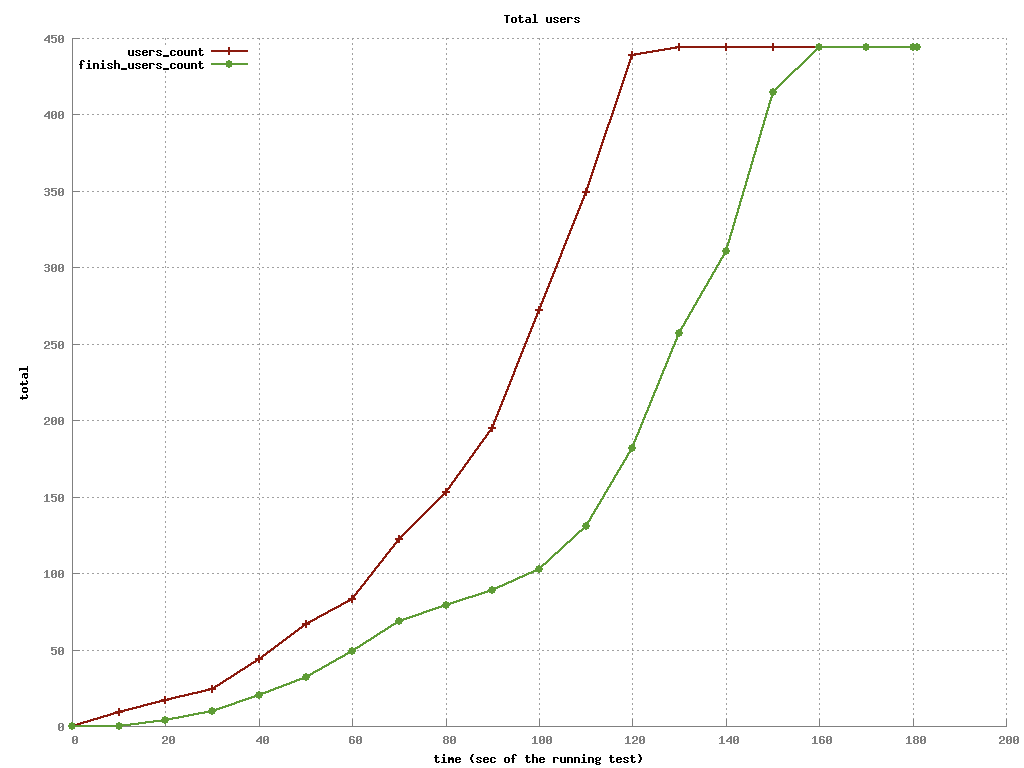 Total users
users_count
finish_users_count
450
400
350
300
250
200
150
100
50
0
total
0 20 40 60 80 100 120 140 160 180 200
time (sec of the running test)